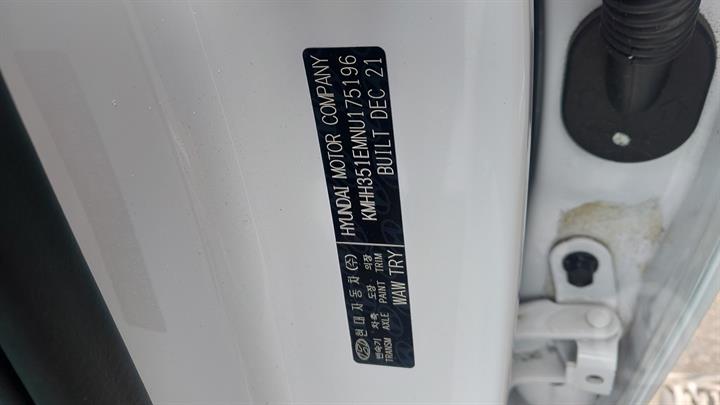 현대자동차(주) HYUNDAI MOTOR COMPANY
변속기 차축 도장 · 의장 KMHH351EMNU175196
TRANSM AXLE PAINT TRIM BUILT DEC 21
WAW TRY